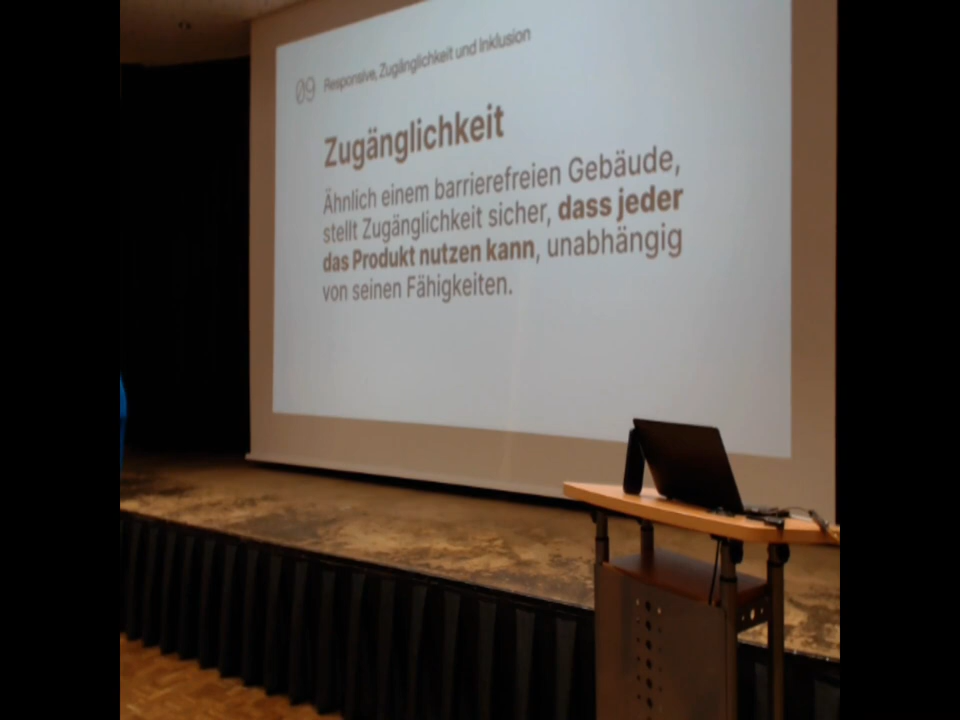 09 Responsive, Zugänglichkeit und Inklusion
Zugänglichkeit
Ähnlich einem barrierefreien Gebäude,
stellt Zugänglichkeit sicher, dass jeder
das Produkt nutzen kann, unabhängig
von seinen Fähigkeiten.